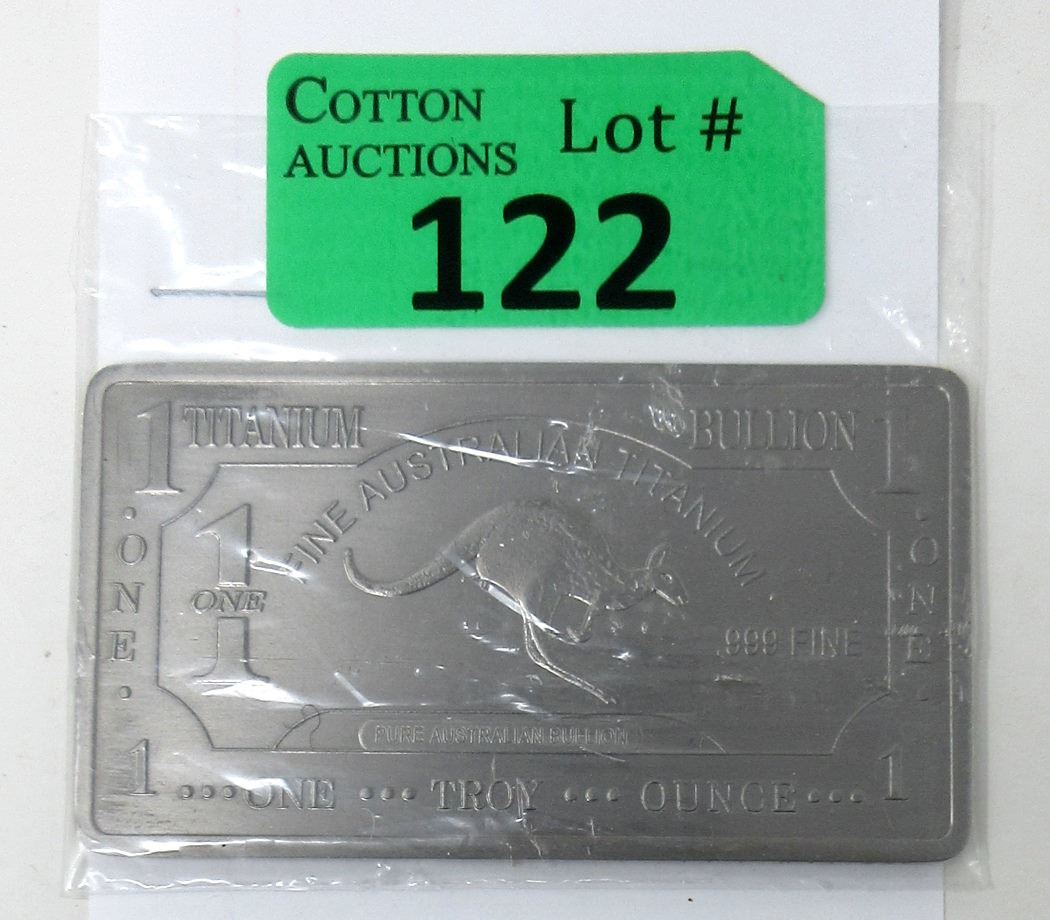 COTTON
AUCTIONS
Lot #
122
1 TITANIUM BULLION 1
FINE AUSTRALIAN TITANIUM
· ONE ·
1
ONE
.999 FINE
· ONE ·
PURE AUSTRALIAN BULLION
1 ... ONE ... TROY ... OUNCE ... 1